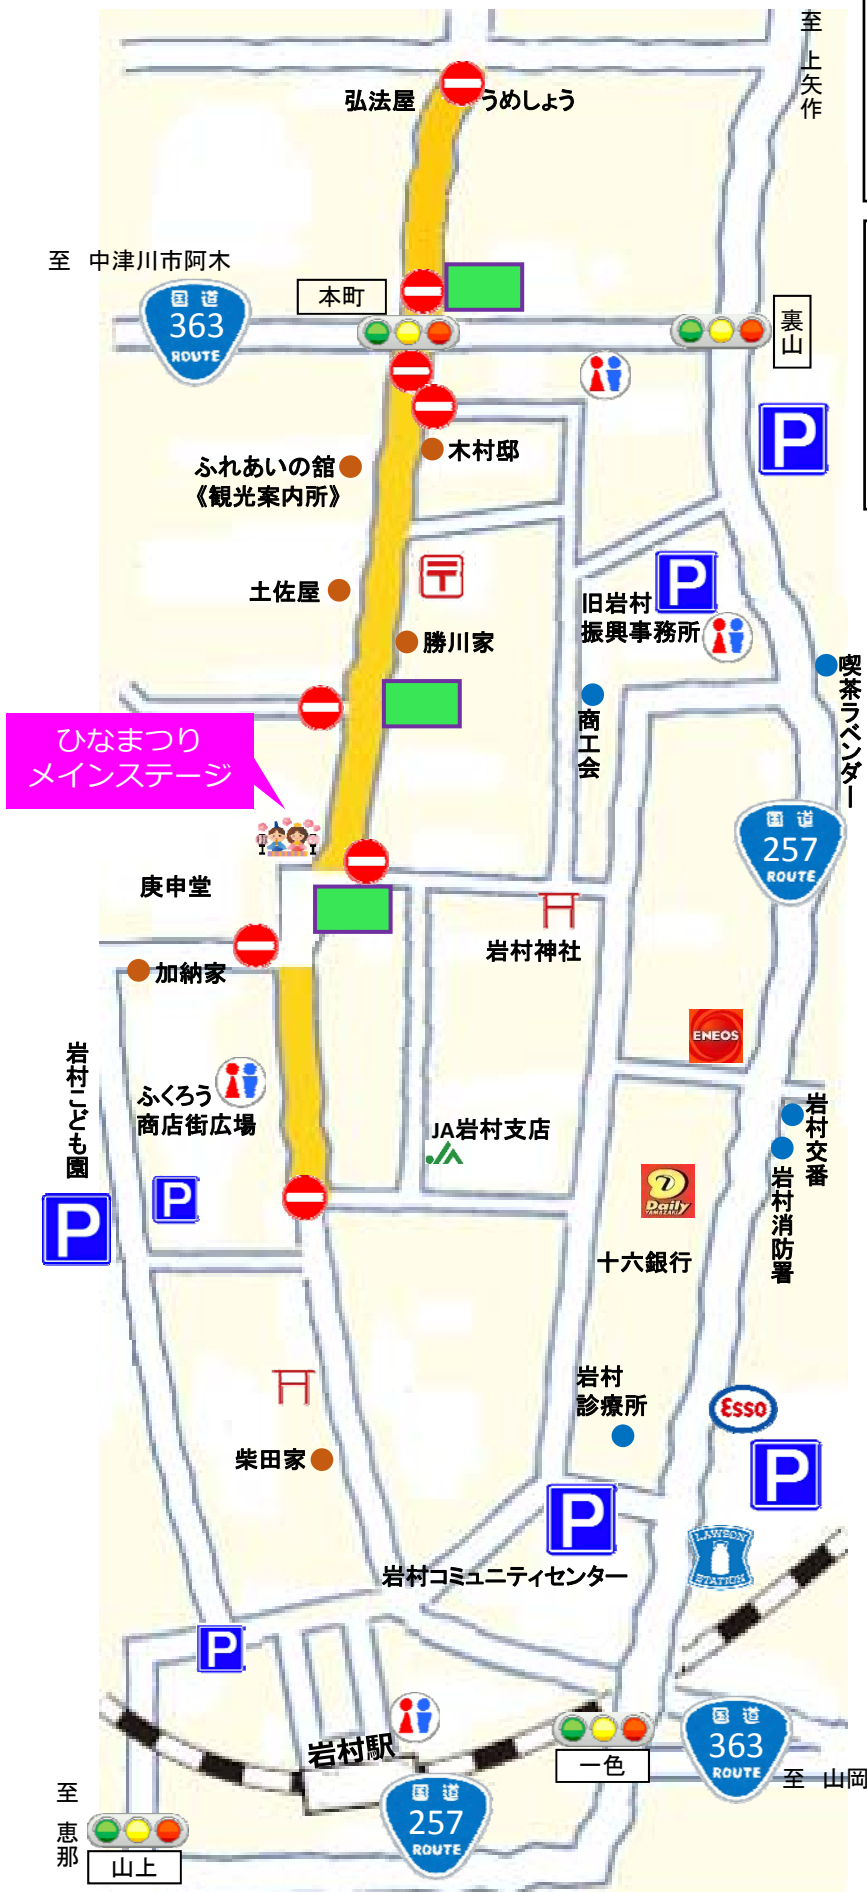 至 上矢作
弘法屋
うめしょう
至 中津川市阿木
本町
国道
363
ROUTE
裏山
P
木村邸
ふれあいの舘
《観光案内所》
土佐屋
P
旧岩村
振興事務所
勝川家
喫茶ラベンダー
商工会
ひなまつり
メインステージ
国道
257
ROUTE
庚申堂
岩村神社
加納家
ENEOS
岩村こども園
ふくろう
商店街広場
JA岩村支店
岩村交番
岩村消防署
P
P
Daily
YAMAZAKI
十六銀行
岩村
診療所
Esso
柴田家
P
P
LAWSON
STATION
岩村コミュニティセンター
P
岩村駅
一色
国道
363
ROUTE
至 山岡
国道
257
ROUTE
至 恵那
山上